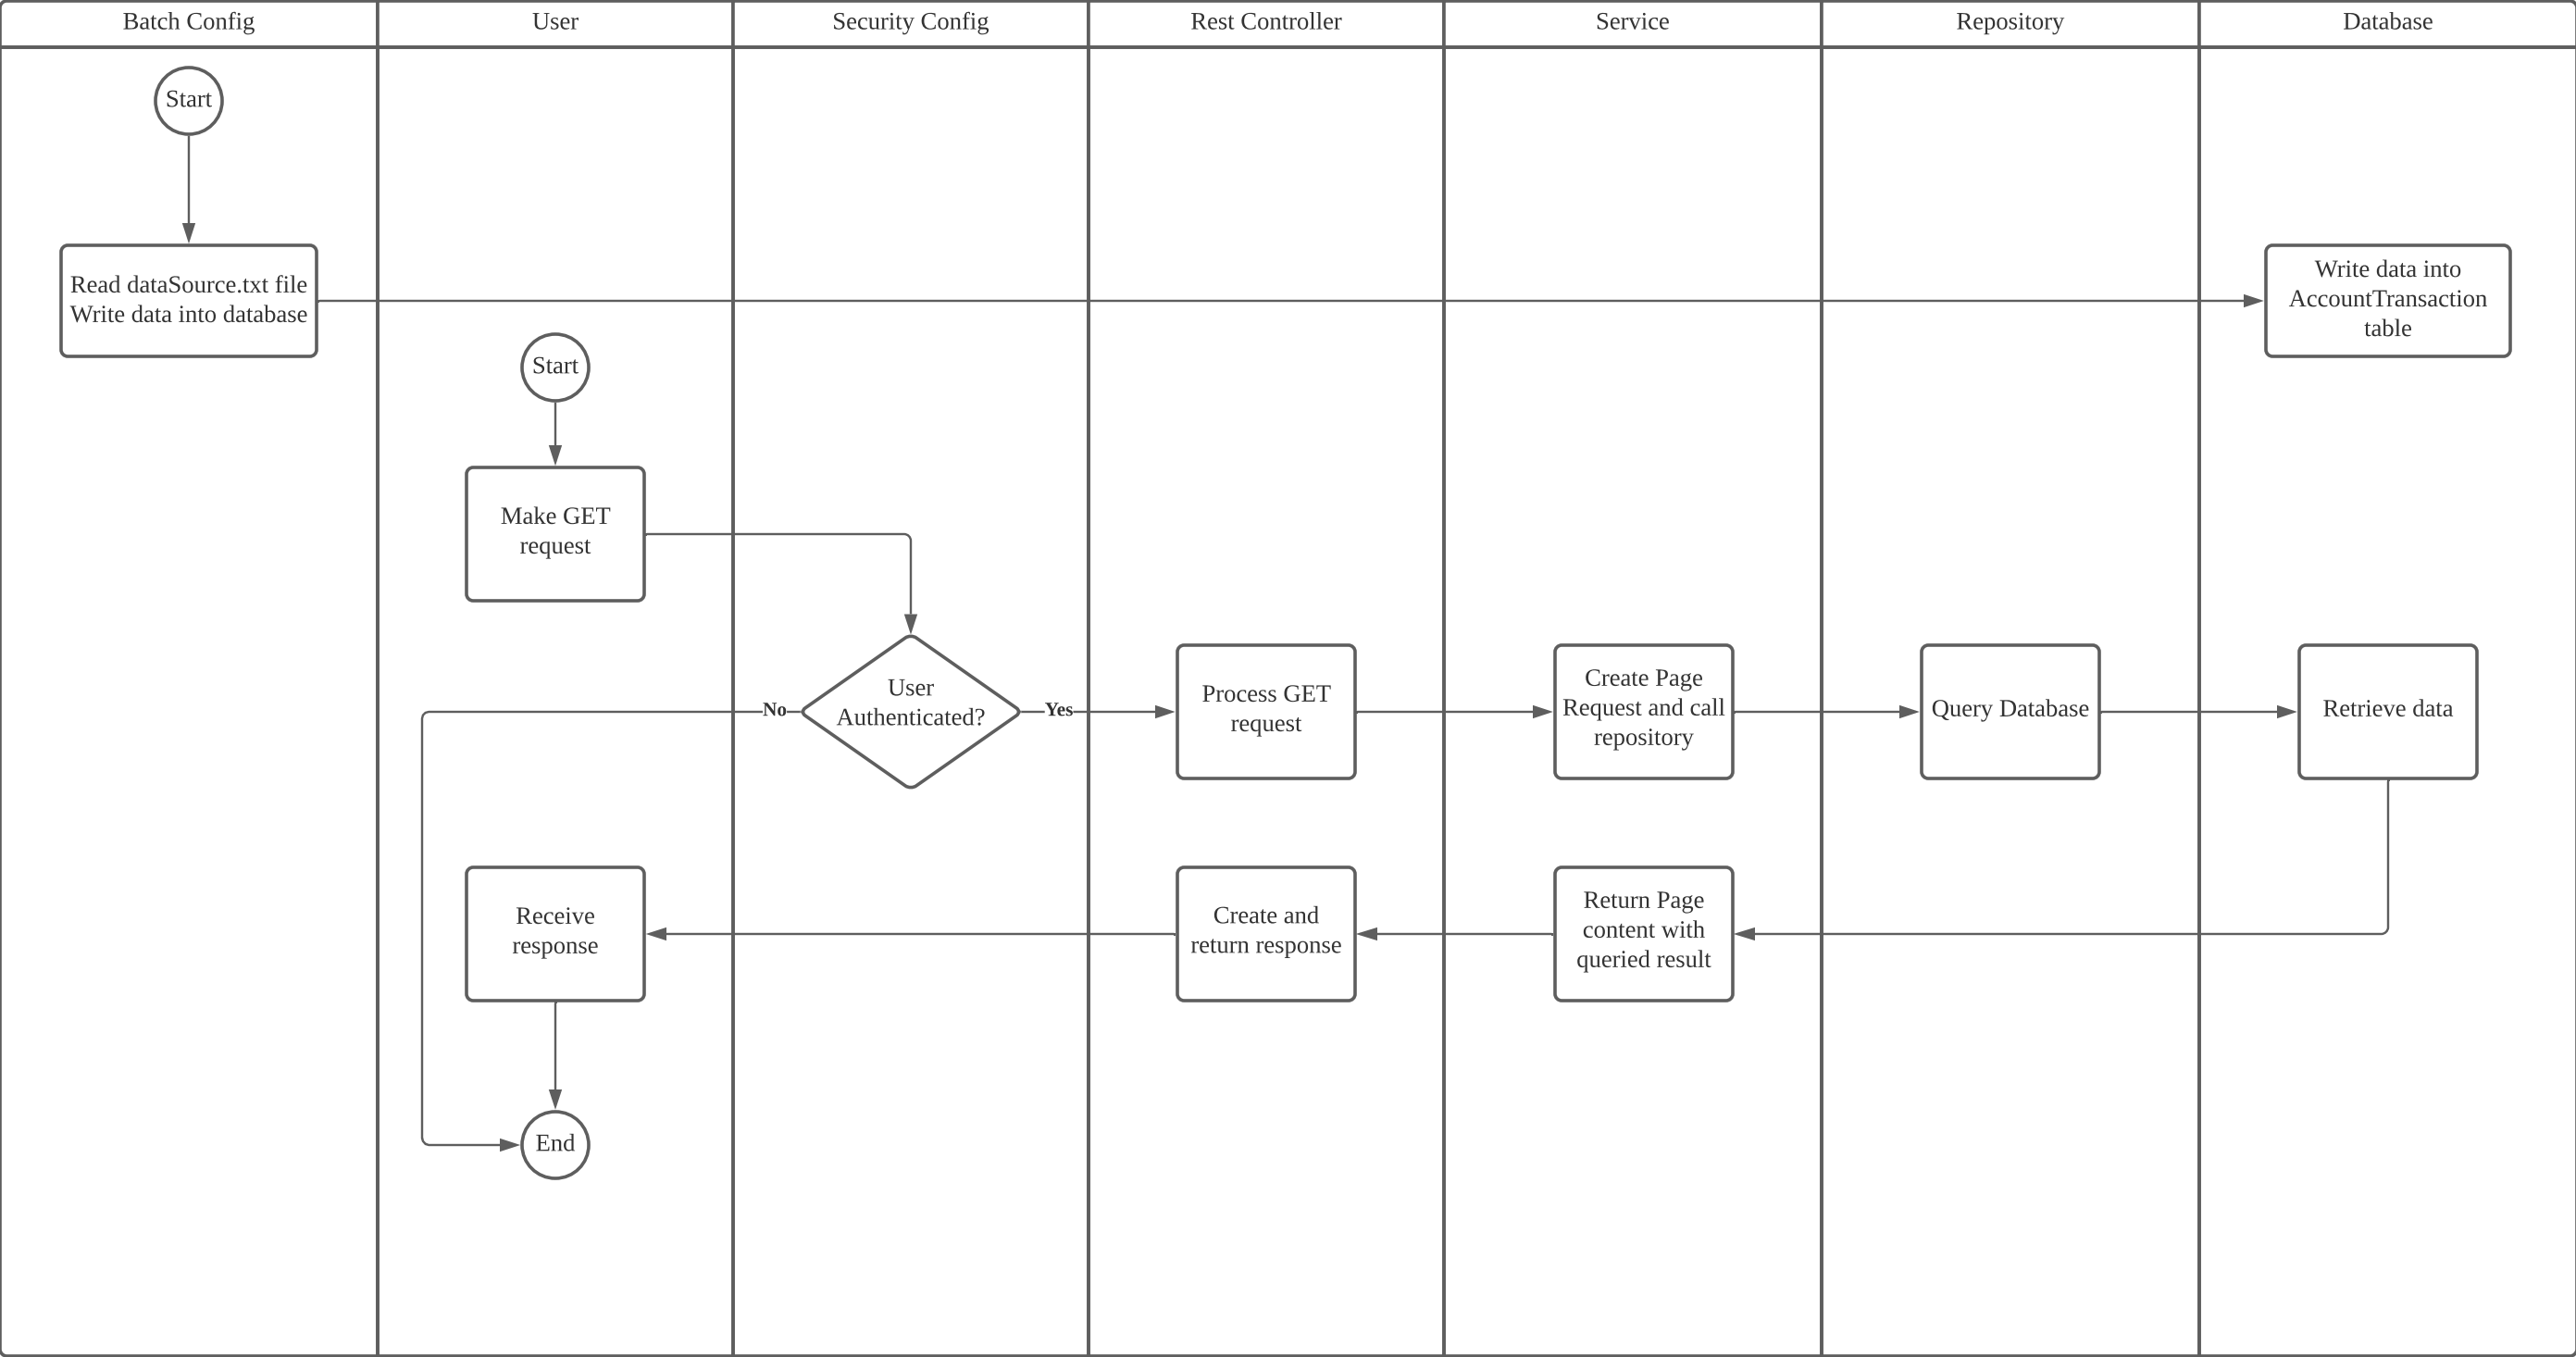 Batch Config
User
Security Config
Rest Controller
Service
Repository
Database
Start
Read dataSource.txt file
Write data into database
Write data into
AccountTransaction
table
Start
Make GET
request
User
Authenticated?
No
Yes
Process GET
request
Create Page
Request and call
repository
Query Database
Retrieve data
Receive
response
Create and
return response
Return Page
content with
queried result
End